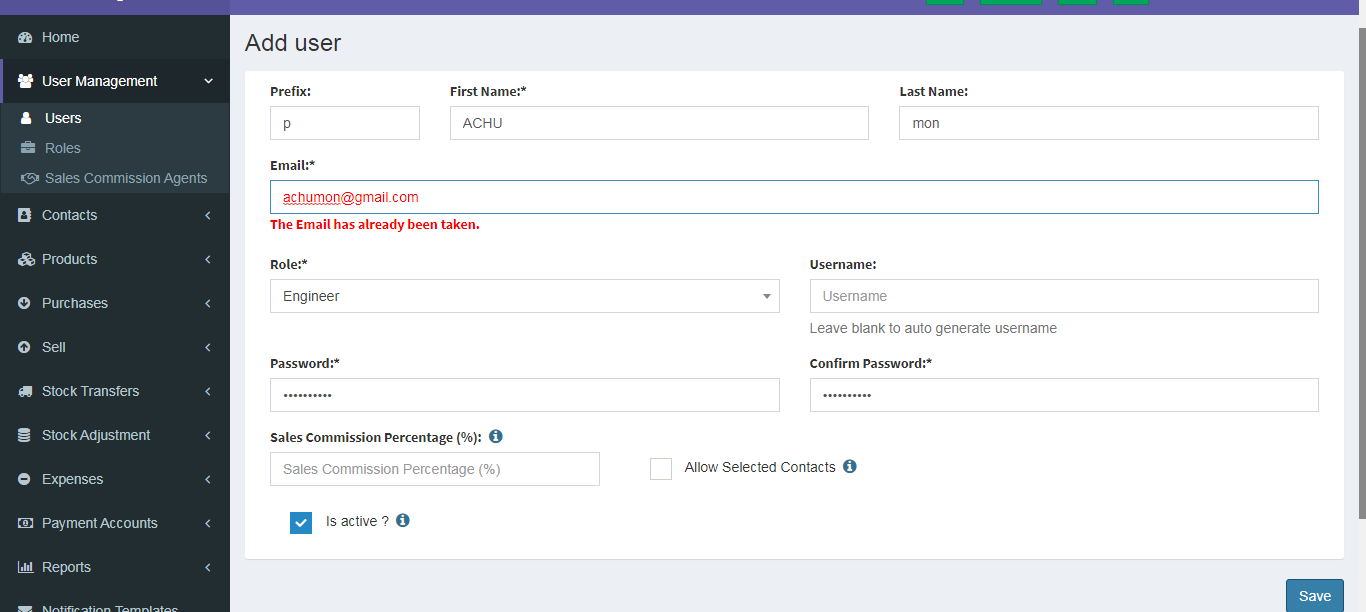 Home
User Management
Users
Roles
Sales Commission Agents
Contacts
Products
Purchases
Sell
Stock Transfers
Stock Adjustment
Expenses
Payment Accounts
Reports
Notification Templates
Add user
Prefix:
First Name:*
Last Name:
p
ACHU
mon
Email:*
achumon@gmail.com
The Email has already been taken.
Role:*
Username:
Engineer
Username
Leave blank to auto generate username
Password:*
Confirm Password:*
••••••••••
••••••••••
Sales Commission Percentage (%):
Sales Commission Percentage (%)
Allow Selected Contacts
Is active ?
Save